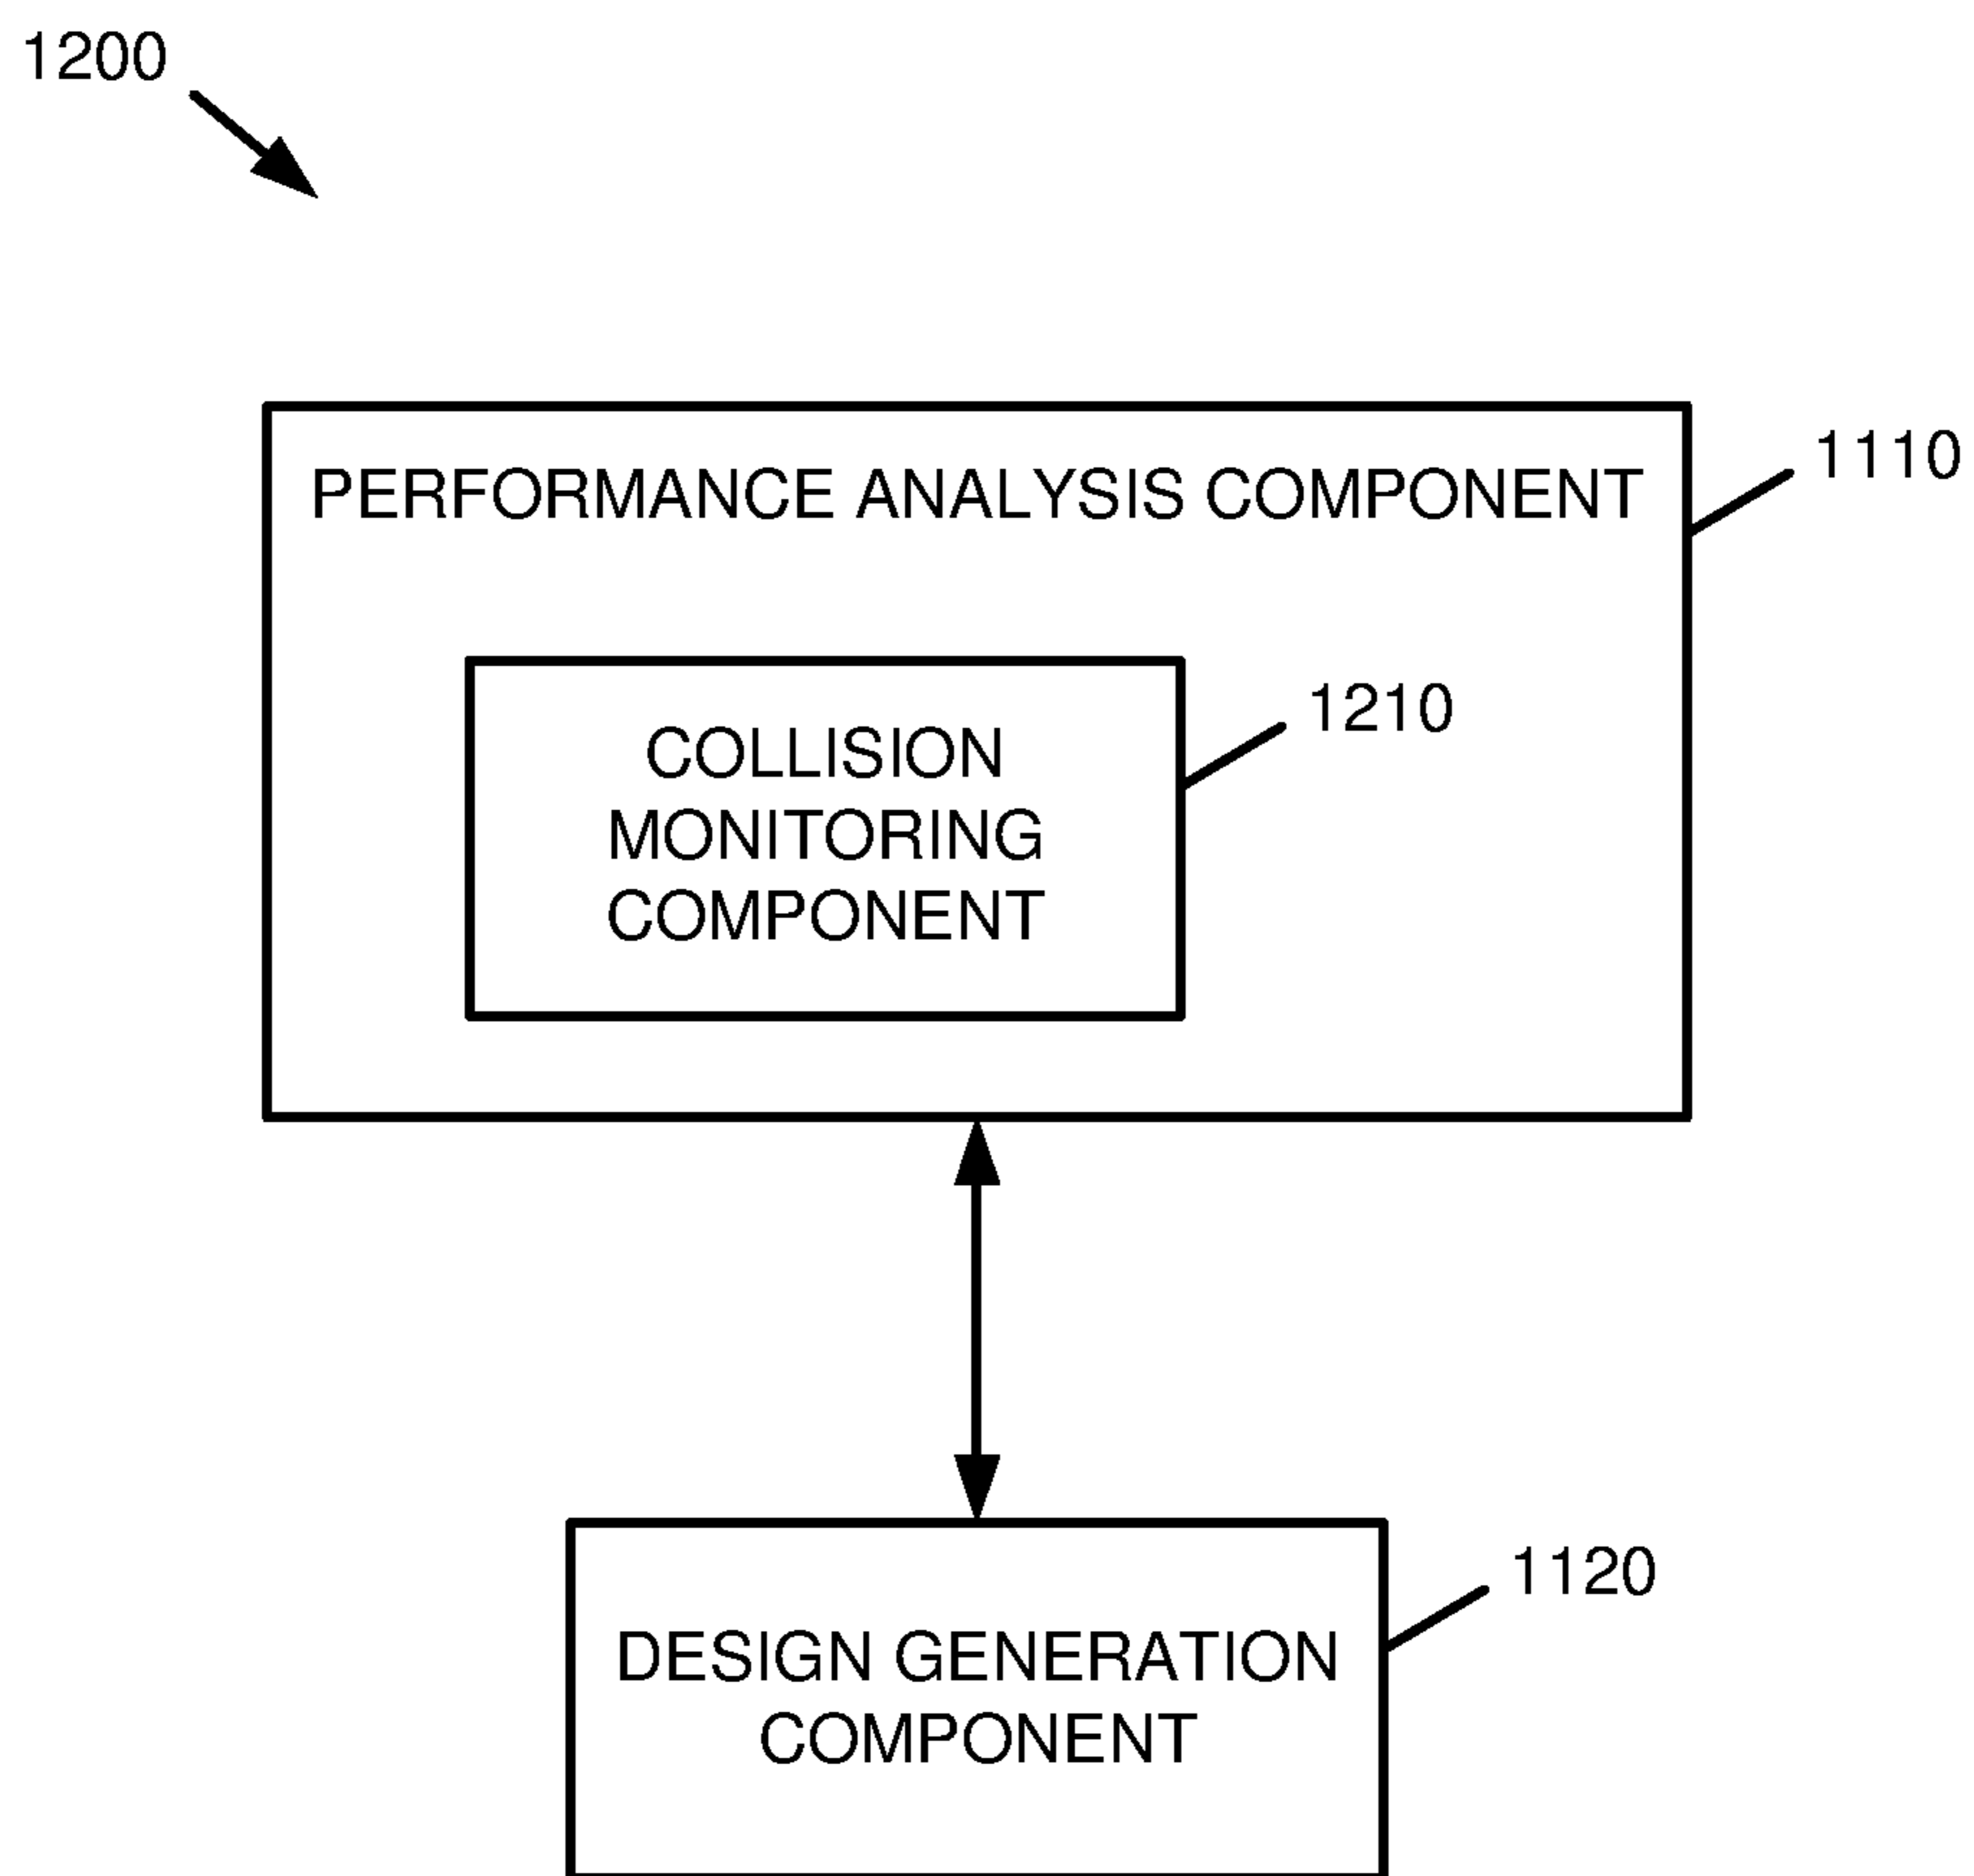 1200
PERFORMANCE ANALYSIS COMPONENT
1110
COLLISION
MONITORING
COMPONENT
1210
DESIGN GENERATION
COMPONENT
1120